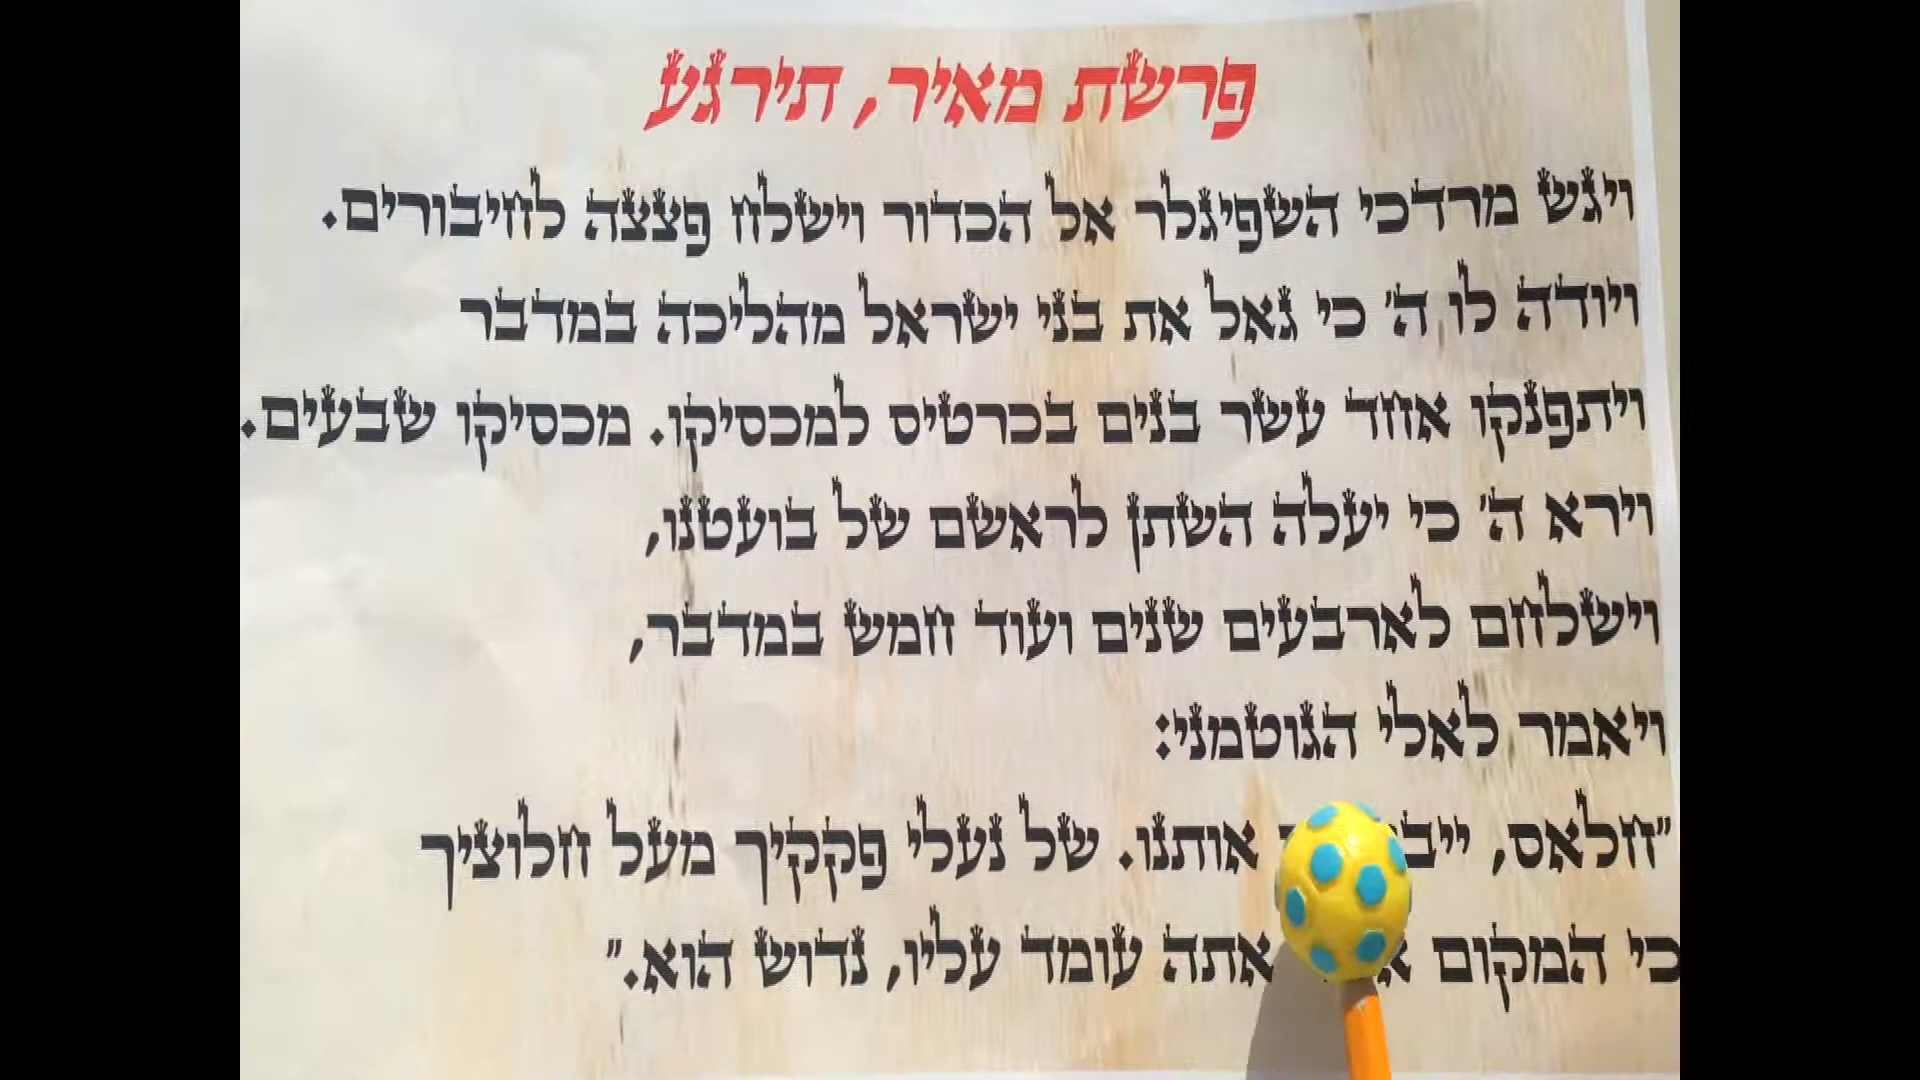 פרשת מאיר, תירגע
ויגש מרדכי השפיגלר אל הכדור וישלח פצצה לחיבורים.
ויודה לו ה' כי גאל את בני ישראל מהליכה במדבר
ויתפנקו אחד עשר בנים בכרטיס למכסיקו. מכסיקו שבעים.
וירא ה' כי יעלה השתן לראשם של בועטנו,
וישלחם לארבעים שנים ועוד חמש במדבר,
ויאמר לאלי הגוטמני:
"חלאס, אותנו. של נעלי פקקיך מעל חלוציך
כי המקום אתה עומד עליו, נדוש הוא."